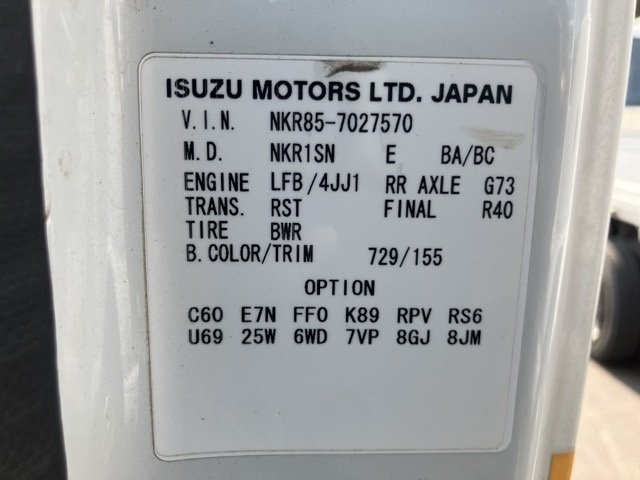 ISUZU MOTORS LTD. JAPAN
V.I.N. NKR85-7027570
M.D. NKR1SN E BA/BC
ENGINE LFB/4JJ1 RR AXLE G73
TRANS. RST FINAL R40
TIRE BWR
B.COLOR/TRIM 729/155
OPTION
C60 E7N FF0 K89 RPV RS6
U69 25W 6WD 7VP 8GJ 8JM